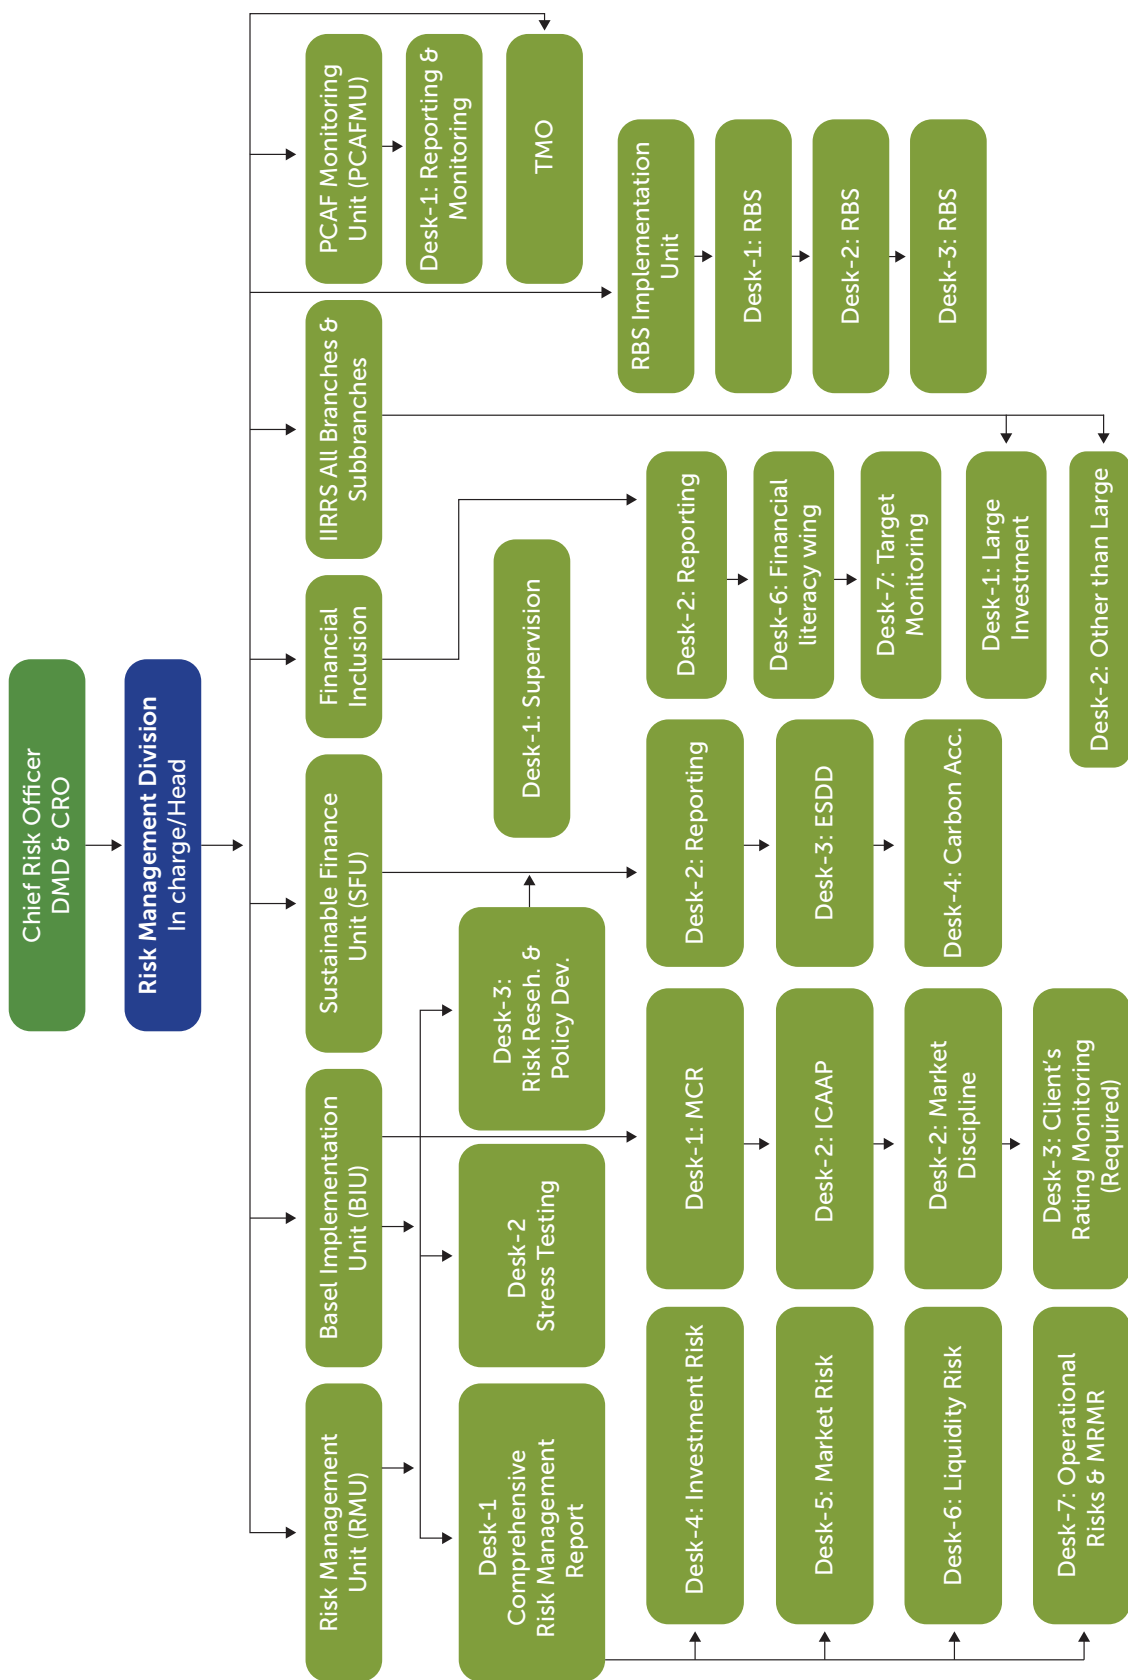 Chief Risk Officer
DMD & CRO
Risk Management Division
In charge/Head
Risk Management
Unit (RMU)
Basel Implementation
Unit (BIU)
Sustainable Finance
Unit (SFU)
Financial
Inclusion
IIRRS All Branches &
Subbranches
PCAF Monitoring
Unit (PCAFMU)
Desk-1: Reporting &
Monitoring
TMO
Desk-1
Comprehensive
Risk Management
Report
Desk-2
Stress Testing
Desk-3:
Risk Reseh. &
Policy Dev.
Desk-1: Supervision
RBS Implementation
Unit
Desk-1: RBS
Desk-2: RBS
Desk-3: RBS
Desk-4: Investment Risk
Desk-5: Market Risk
Desk-6: Liquidity Risk
Desk-7: Operational
Risks & MRMR
Desk-1: MCR
Desk-2: ICAAP
Desk-2: Market
Discipline
Desk-3: Client's
Rating Monitoring
(Required)
Desk-2: Reporting
Desk-3: ESDD
Desk-4: Carbon Acc.
Desk-2: Reporting
Desk-6: Financial
literacy wing
Desk-7: Target
Monitoring
Desk-1: Large
Investment
Desk-2: Other than Large